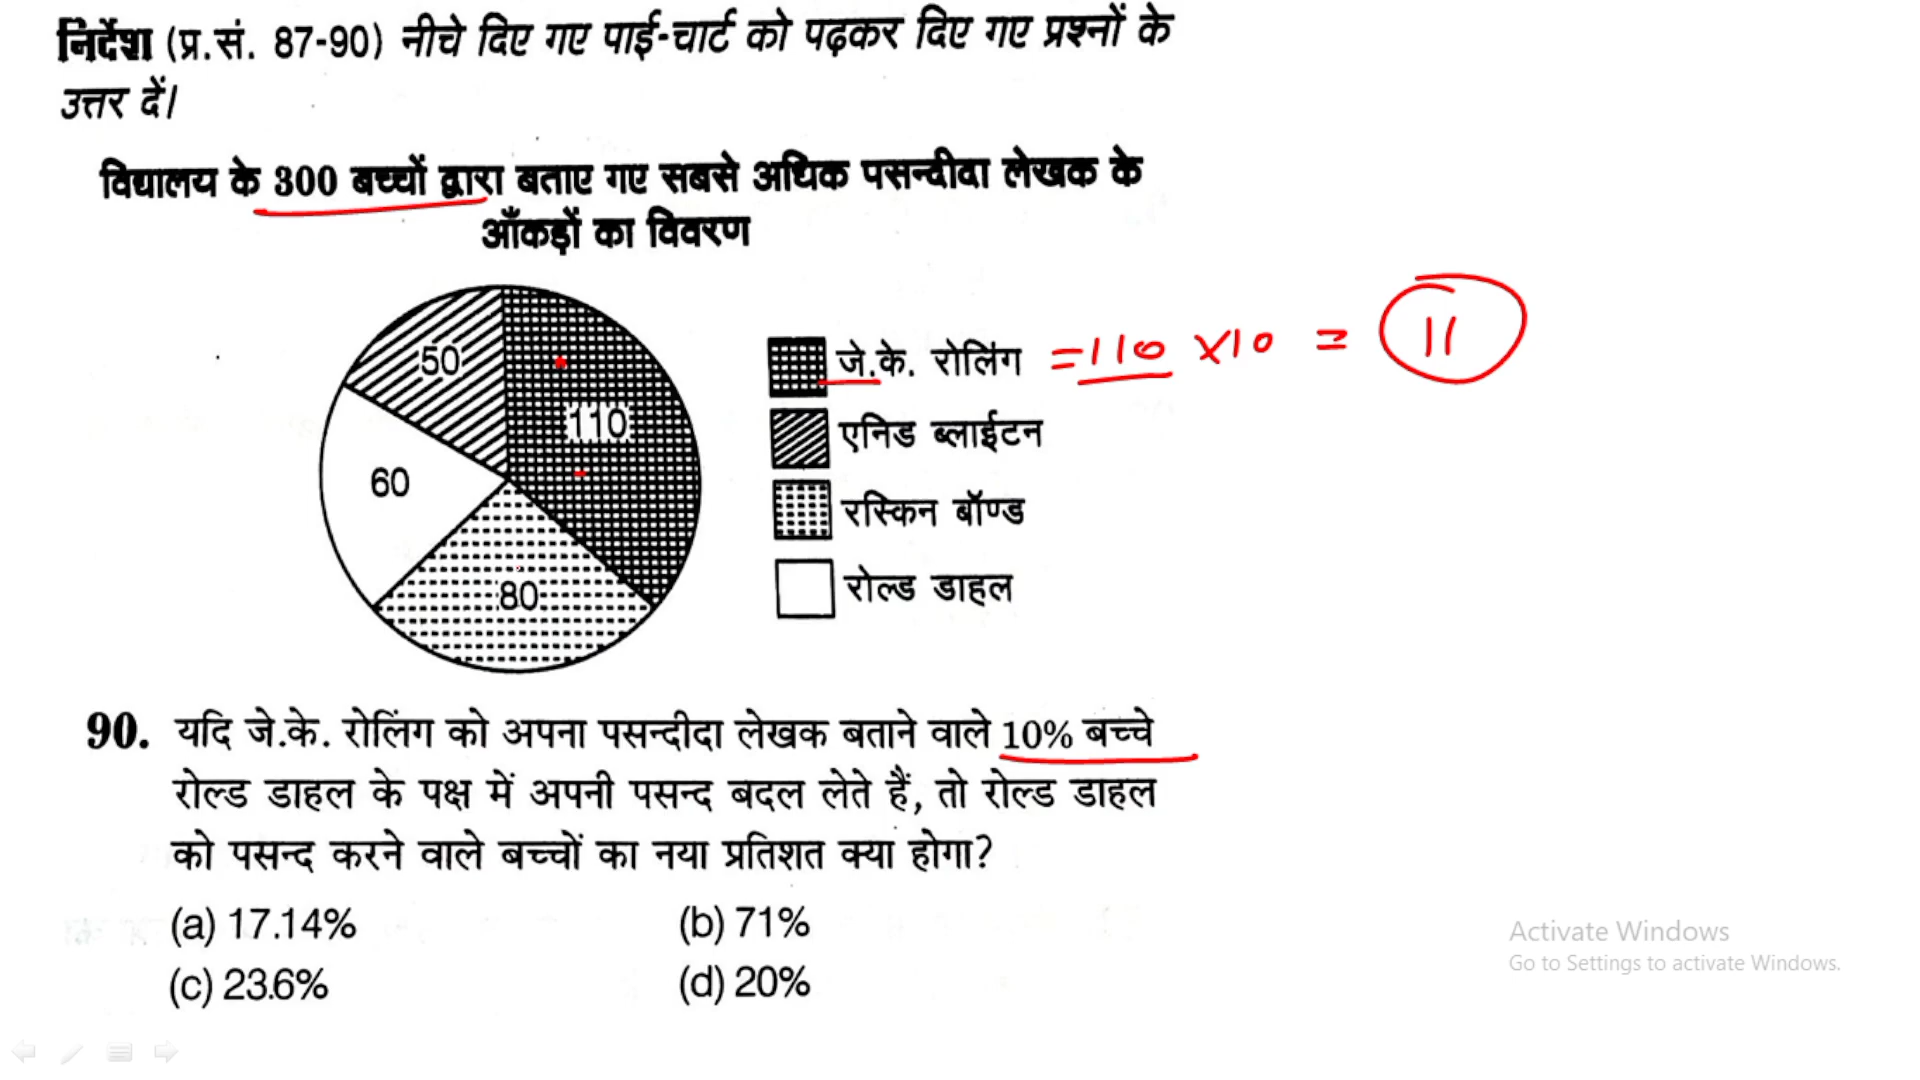 निर्देश (प्र.सं. 87-90) नीचे दिए गए पाई-चार्ट को पढ़कर दिए गए प्रश्नों के
उत्तर दें।
विद्यालय के 300 बच्चों द्वारा बताए गए सबसे अधिक पसन्दीदा लेखक के
आँकड़ों का विवरण
50
110
60
80
जे.के. रोलिंग =110 ×10 = 11
एनिड ब्लाईटन
रस्किन बॉण्ड
रोल्ड डाहल
90. यदि जे.के. रोलिंग को अपना पसन्दीदा लेखक बताने वाले 10% बच्चे
रोल्ड डाहल के पक्ष में अपनी पसन्द बदल लेते हैं, तो रोल्ड डाहल
को पसन्द करने वाले बच्चों का नया प्रतिशत क्या होगा?
(a) 17.14% (b) 71%
(c) 23.6% (d) 20%
Activate Windows
Go to Settings to activate Windows.